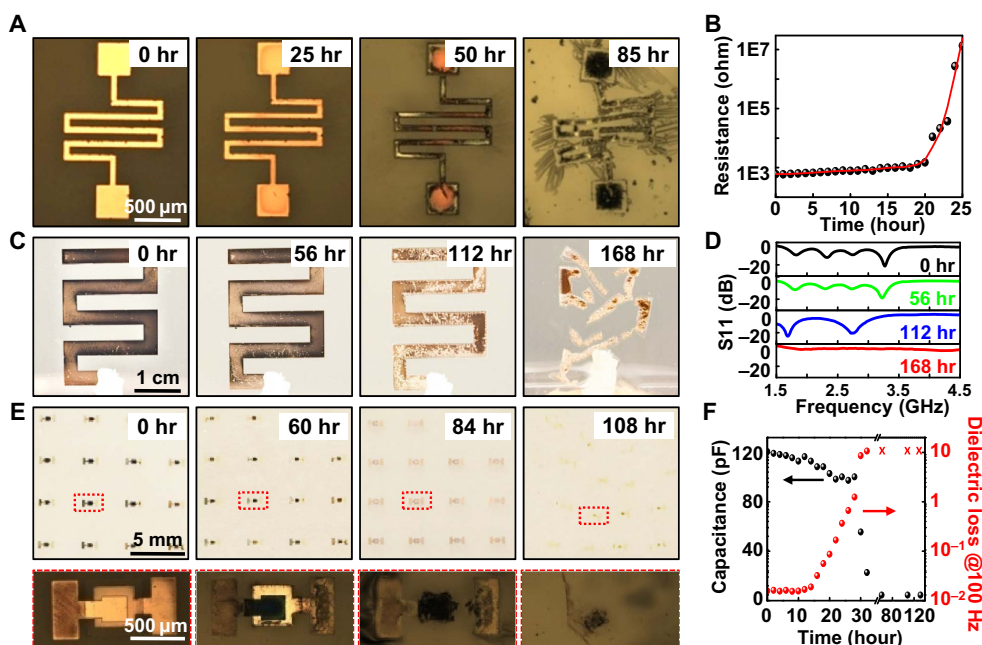 A
0 hr
25 hr
50 hr
85 hr
500 µm
B
Resistance (ohm)
1E7
1E5
1E3
0 5 10 15 20 25
Time (hour)
C
0 hr
56 hr
112 hr
168 hr
1 cm
D
S11 (dB)
0
–20
0 hr
0
–20
56 hr
0
–20
112 hr
0
–20
168 hr
1.5 2.5 3.5 4.5
Frequency (GHz)
E
0 hr
60 hr
84 hr
108 hr
5 mm
500 µm
F
Capacitance (pF)
120
80
40
0
10
1
10⁻¹
10⁻²
Dielectric loss @100 Hz
0 10 20 30 80 120
Time (hour)